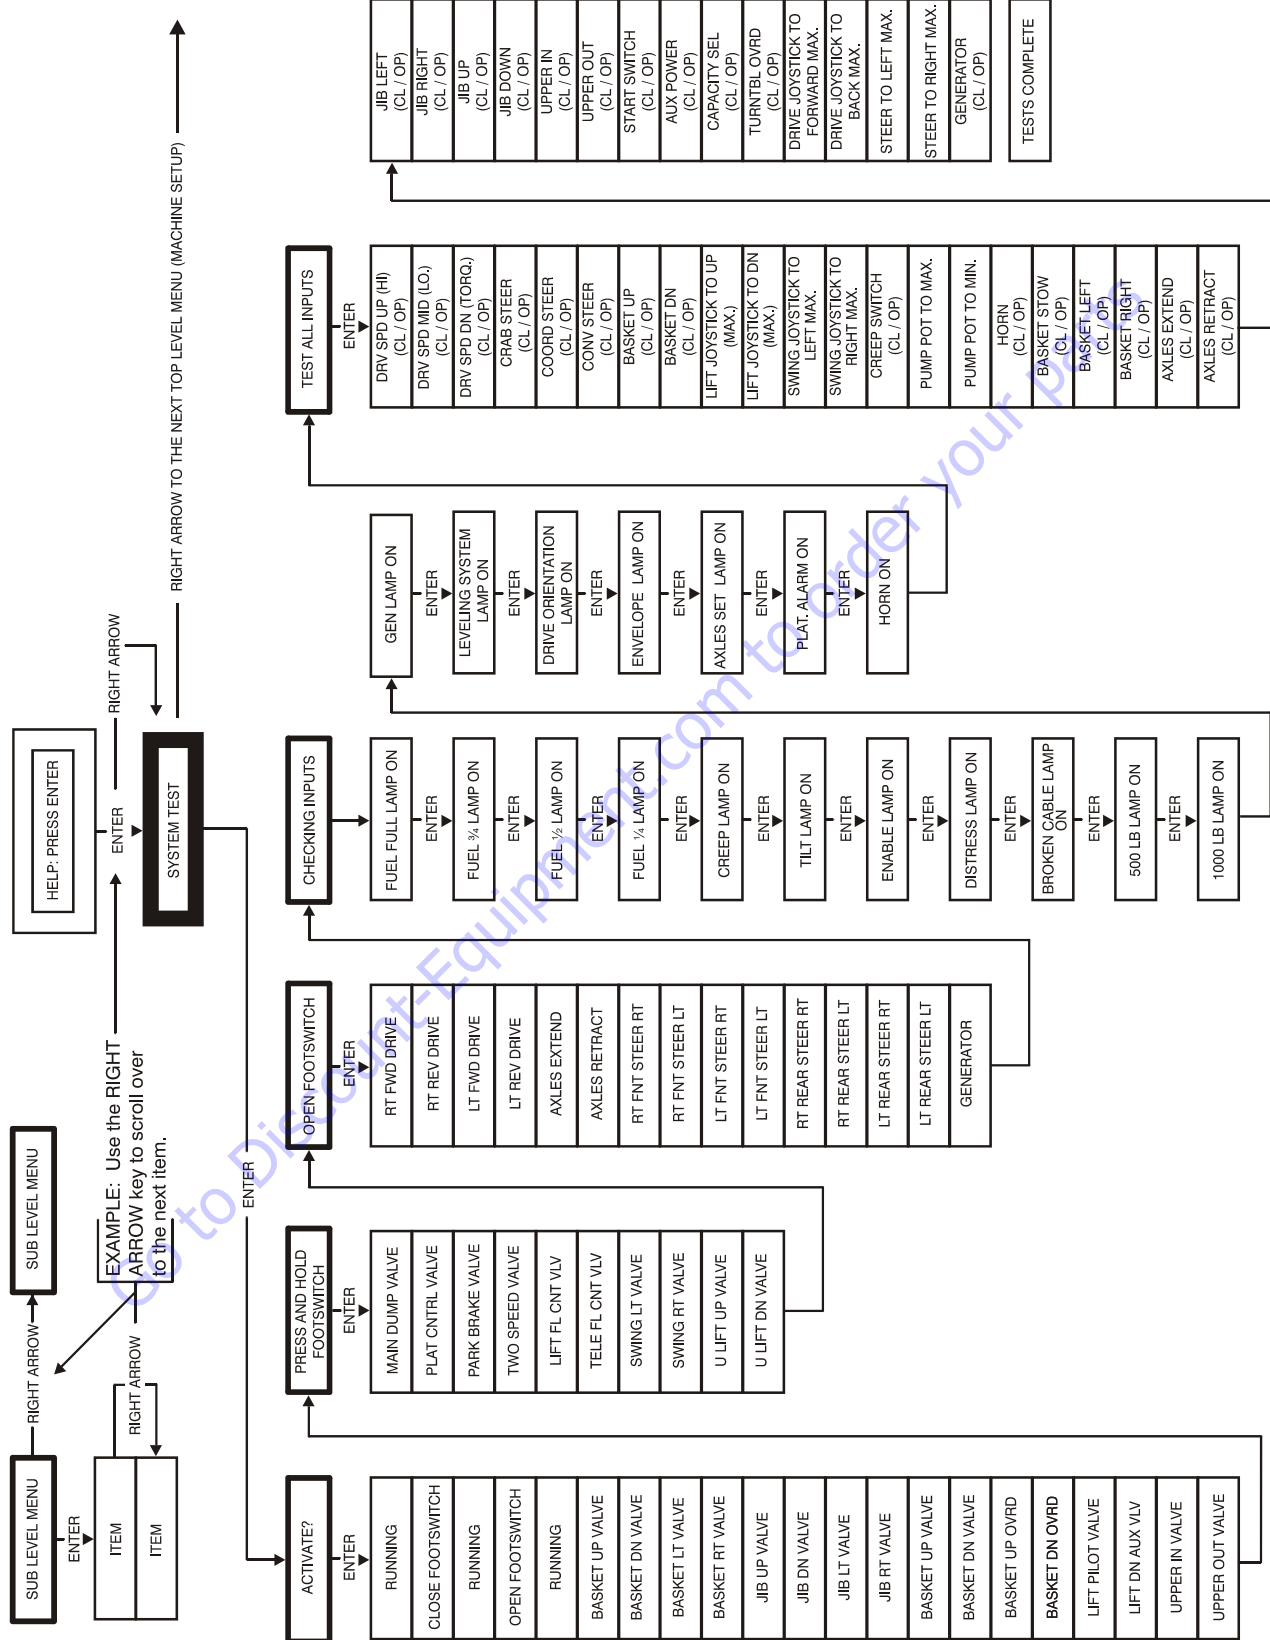 SUB LEVEL MENU
RIGHT ARROW
SUB LEVEL MENU
ENTER
ITEM
ITEM
RIGHT ARROW
EXAMPLE: Use the RIGHT
ARROW key to scroll over
to the next item.
HELP: PRESS ENTER
ENTER
RIGHT ARROW
SYSTEM TEST
RIGHT ARROW TO THE NEXT TOP LEVEL MENU (MACHINE SETUP)
ENTER
ACTIVATE?
ENTER
RUNNING
CLOSE FOOTSWITCH
RUNNING
OPEN FOOTSWITCH
RUNNING
BASKET UP VALVE
BASKET DN VALVE
BASKET LT VALVE
BASKET RT VALVE
JIB UP VALVE
JIB DN VALVE
JIB LT VALVE
JIB RT VALVE
BASKET UP VALVE
BASKET DN VALVE
BASKET UP OVRD
BASKET DN OVRD
LIFT PILOT VALVE
LIFT DN AUX VLV
UPPER IN VALVE
UPPER OUT VALVE
PRESS AND HOLD
FOOTSWITCH
ENTER
MAIN DUMP VALVE
PLAT CNTRL VALVE
PARK BRAKE VALVE
TWO SPEED VALVE
LIFT FL CNT VLV
TELE FL CNT VLV
SWING LT VALVE
SWING RT VALVE
U LIFT UP VALVE
U LIFT DN VALVE
OPEN FOOTSWITCH
ENTER
RT FWD DRIVE
RT REV DRIVE
LT FWD DRIVE
LT REV DRIVE
AXLES EXTEND
AXLES RETRACT
RT FNT STEER RT
RT FNT STEER LT
LT FNT STEER RT
LT FNT STEER LT
RT REAR STEER RT
RT REAR STEER LT
LT REAR STEER RT
LT REAR STEER LT
GENERATOR
CHECKING INPUTS
FUEL FULL LAMP ON
ENTER
FUEL ¾ LAMP ON
ENTER
FUEL ½ LAMP ON
ENTER
FUEL ¼ LAMP ON
ENTER
CREEP LAMP ON
ENTER
TILT LAMP ON
ENTER
ENABLE LAMP ON
ENTER
DISTRESS LAMP ON
ENTER
BROKEN CABLE LAMP
ON
ENTER
500 LB LAMP ON
ENTER
1000 LB LAMP ON
GEN LAMP ON
ENTER
LEVELING SYSTEM
LAMP ON
ENTER
DRIVE ORIENTATION
LAMP ON
ENTER
ENVELOPE LAMP ON
ENTER
AXLES SET LAMP ON
ENTER
PLAT. ALARM ON
ENTER
HORN ON
TEST ALL INPUTS
ENTER
DRV SPD UP (HI)
(CL / OP)
DRV SPD MID (LO.)
(CL / OP)
DRV SPD DN (TORQ.)
(CL / OP)
CRAB STEER
(CL / OP)
COORD STEER
(CL / OP)
CONV STEER
(CL / OP)
BASKET UP
(CL / OP)
BASKET DN
(CL / OP)
LIFT JOYSTICK TO UP
(MAX.)
LIFT JOYSTICK TO DN
(MAX.)
SWING JOYSTICK TO
LEFT MAX.
SWING JOYSTICK TO
RIGHT MAX.
CREEP SWITCH
(CL / OP)
PUMP POT TO MAX.
PUMP POT TO MIN.
HORN
(CL / OP)
BASKET STOW
(CL / OP)
BASKET LEFT
(CL / OP)
BASKET RIGHT
(CL / OP)
AXLES EXTEND
(CL / OP)
AXLES RETRACT
(CL / OP)
JIB LEFT
(CL / OP)
JIB RIGHT
(CL / OP)
JIB UP
(CL / OP)
JIB DOWN
(CL / OP)
UPPER IN
(CL / OP)
UPPER OUT
(CL / OP)
START SWITCH
(CL / OP)
AUX POWER
(CL / OP)
CAPACITY SEL
(CL / OP)
TURNTBL OVRD
(CL / OP)
DRIVE JOYSTICK TO
FORWARD MAX.
DRIVE JOYSTICK TO
BACK MAX.
STEER TO LEFT MAX.
STEER TO RIGHT MAX.
GENERATOR
(CL / OP)
TESTS COMPLETE
Go to Discount-Equipment.com to order your parts